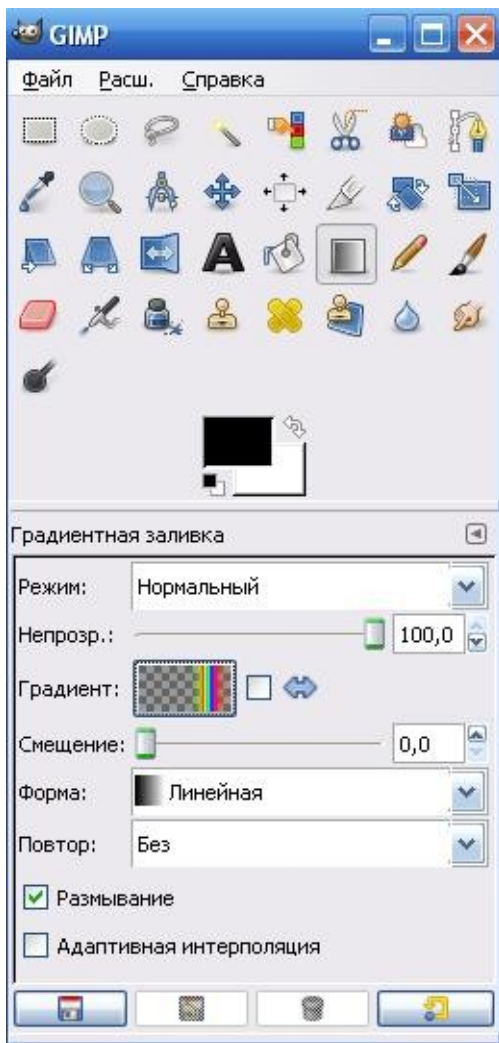 GIMP
Файл Расш. Справка
Градиентная заливка
Режим: Нормальный
Непрозр.: 100,0
Градиент:
Смещение: 0,0
Форма: Линейная
Повтор: Без
Размывание
Адаптивная интерполяция